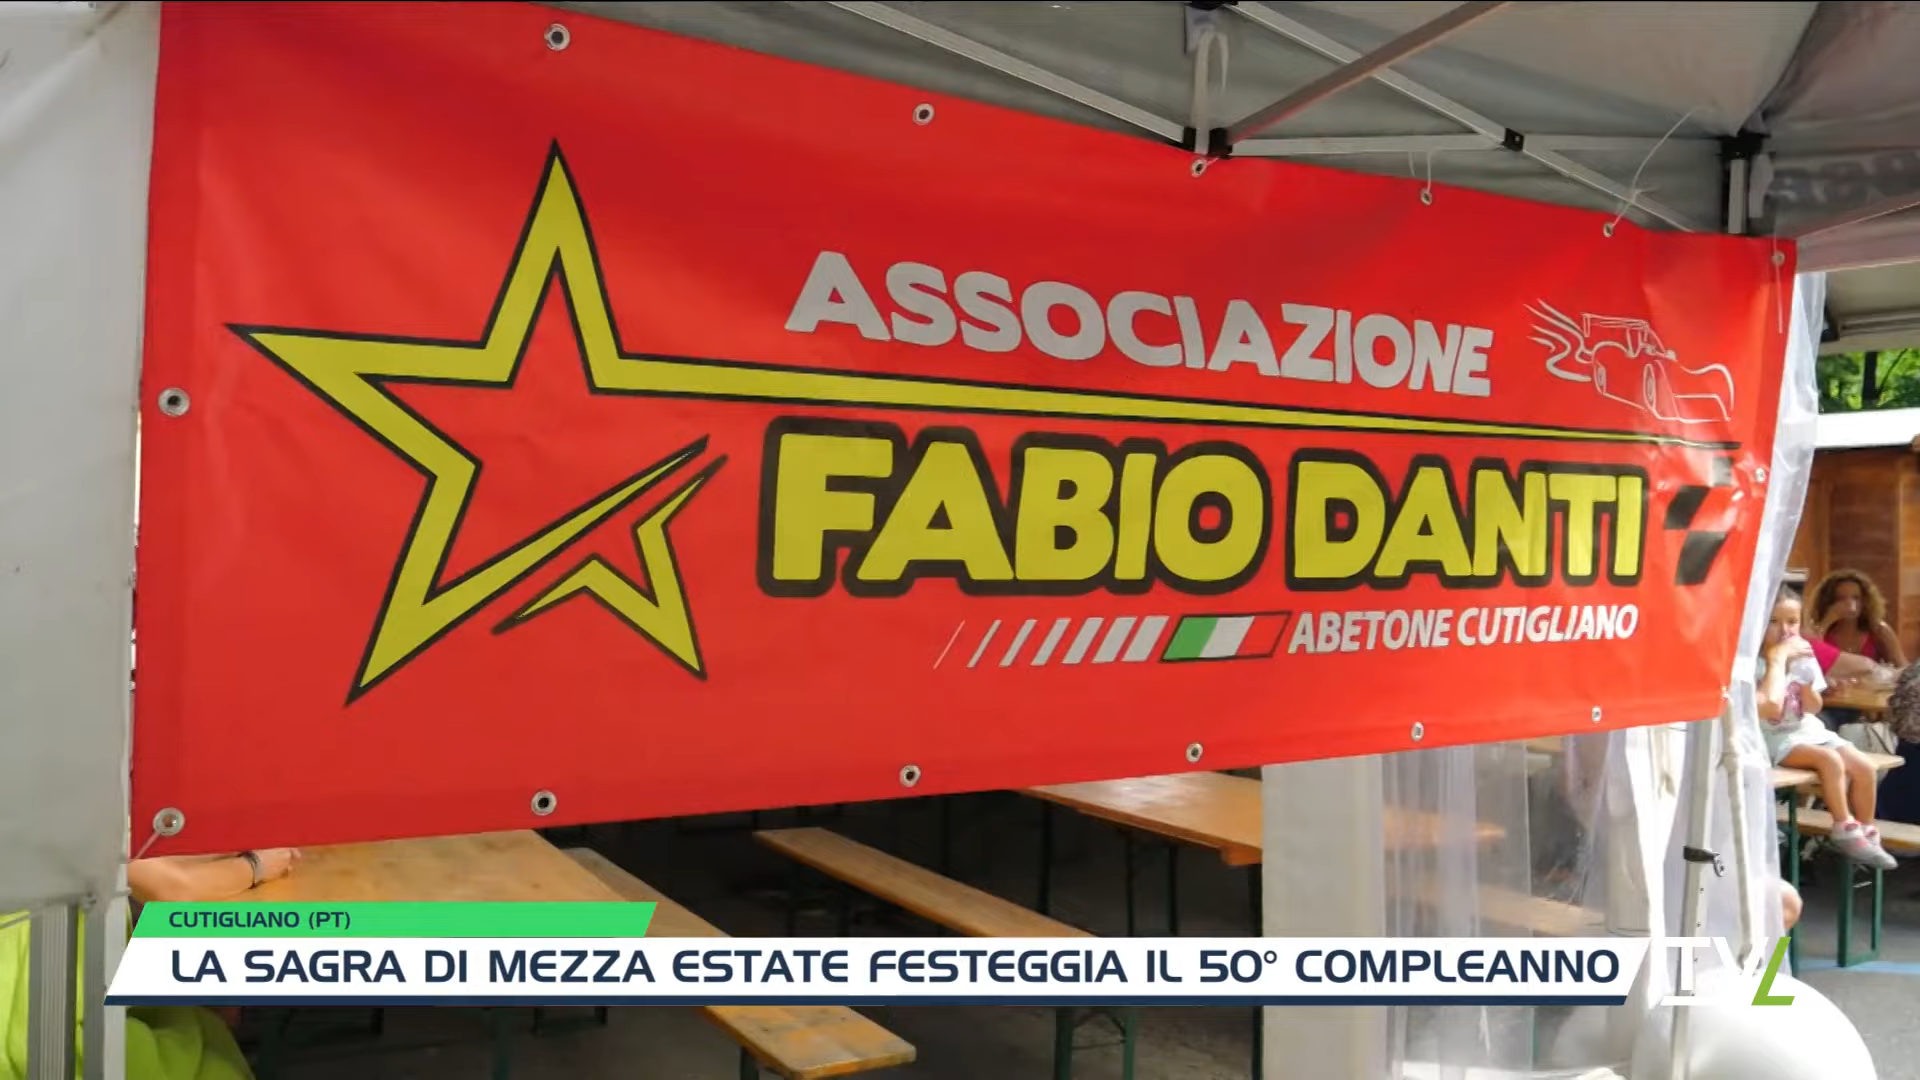 ASSOCIAZIONE
FABIO DANTI
ABETONE CUTIGLIANO
CUTIGLIANO (PT)
LA SAGRA DI MEZZA ESTATE FESTEGGIA IL 50° COMPLEANNO
TVL